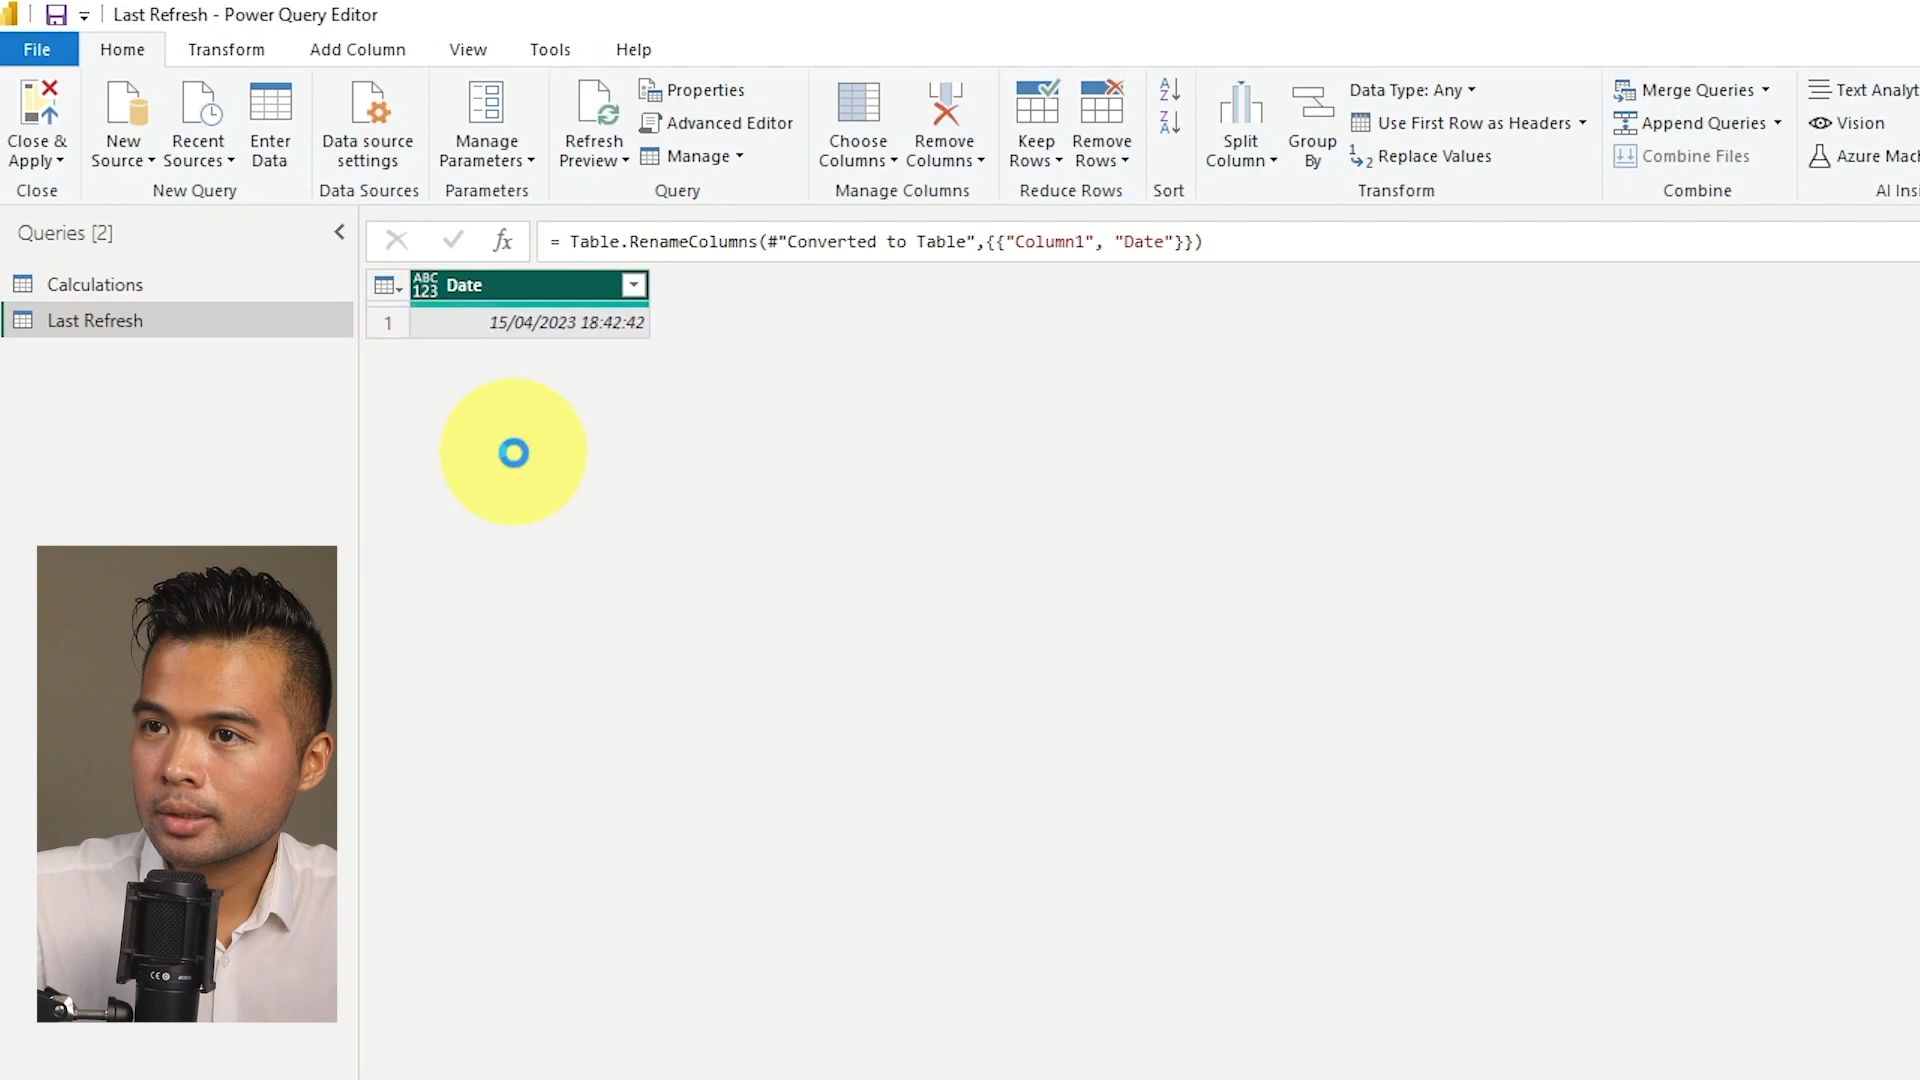 Last Refresh - Power Query Editor
File Home Transform Add Column View Tools Help
Close & Apply
New Source
Recent Sources
Enter Data
Data source settings
Manage Parameters
Refresh Preview
Properties
Advanced Editor
Manage
Choose Columns
Remove Columns
Keep Rows
Remove Rows
Split Column
Group By
Data Type: Any
Use First Row as Headers
Replace Values
Merge Queries
Append Queries
Combine Files
Text Analyt
Vision
Azure Mach
Close New Query Data Sources Parameters Query Manage Columns Reduce Rows Sort Transform Combine AI Insi
Queries [2]
= Table.RenameColumns(#"Converted to Table",{{"Column1", "Date"}})
Calculations
Last Refresh
ABC 123 Date
1 15/04/2023 18:42:42